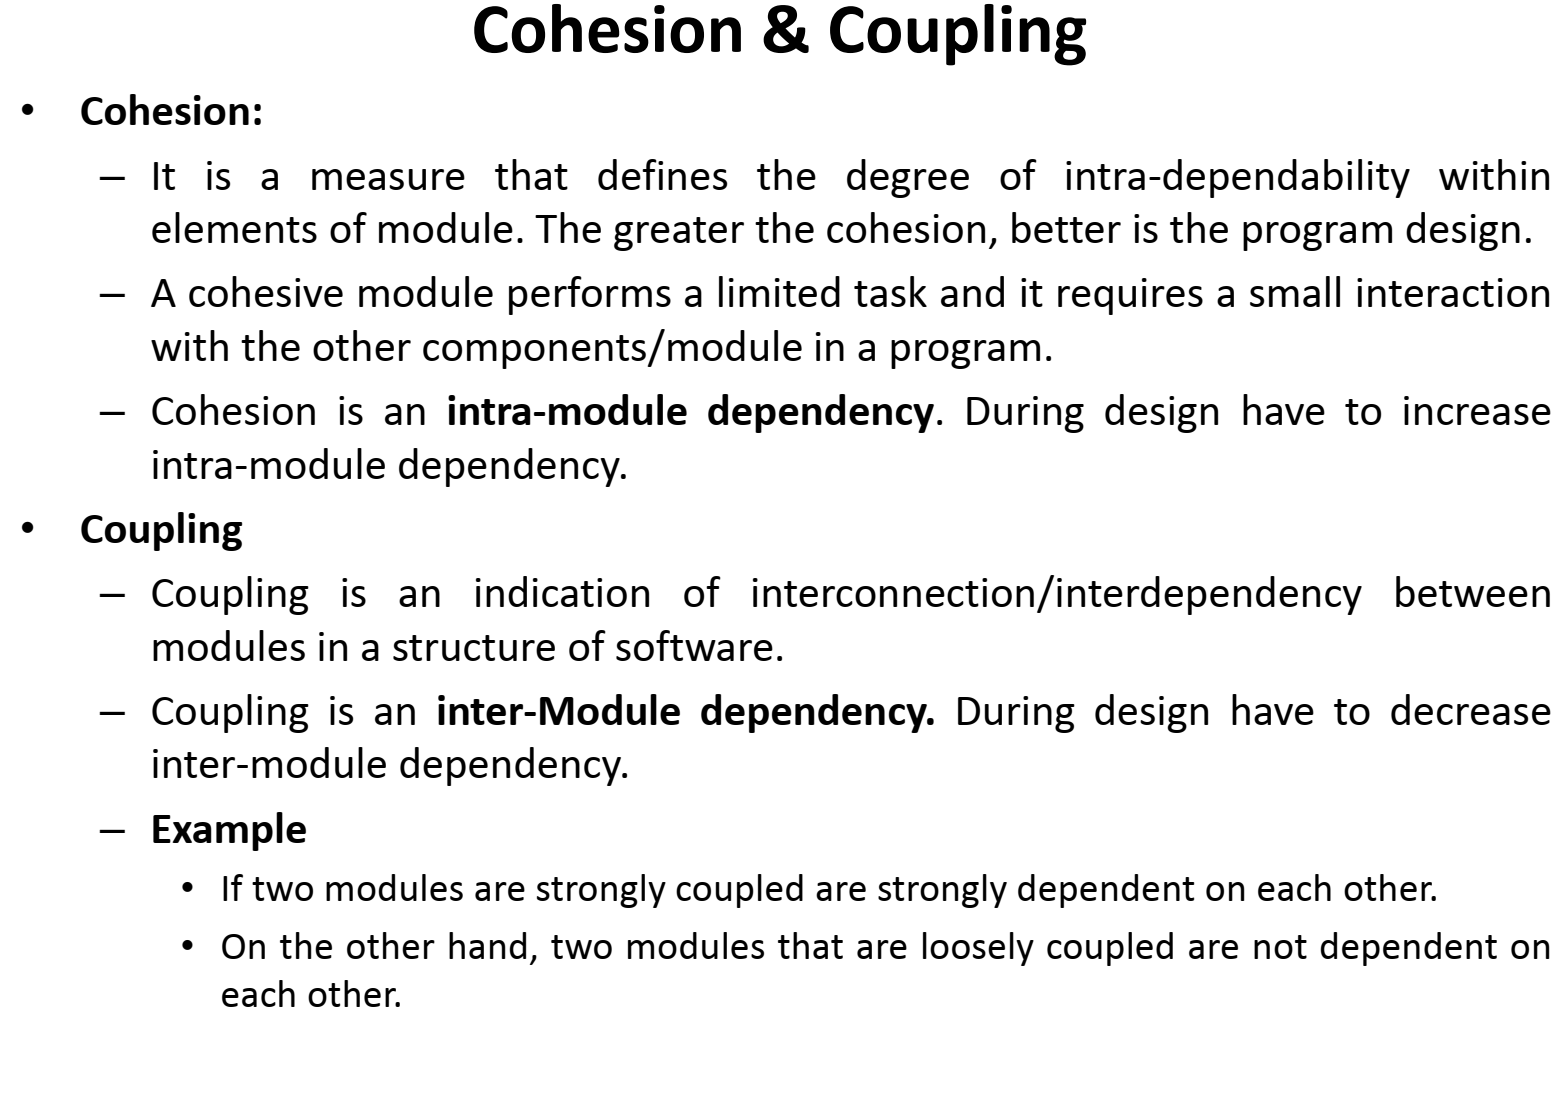 Cohesion & Coupling
• Cohesion:
– It is a measure that defines the degree of intra-dependability within
elements of module. The greater the cohesion, better is the program design.
– A cohesive module performs a limited task and it requires a small interaction
with the other components/module in a program.
– Cohesion is an intra-module dependency. During design have to increase
intra-module dependency.
• Coupling
– Coupling is an indication of interconnection/interdependency between
modules in a structure of software.
– Coupling is an inter-Module dependency. During design have to decrease
inter-module dependency.
– Example
• If two modules are strongly coupled are strongly dependent on each other.
• On the other hand, two modules that are loosely coupled are not dependent on
each other.